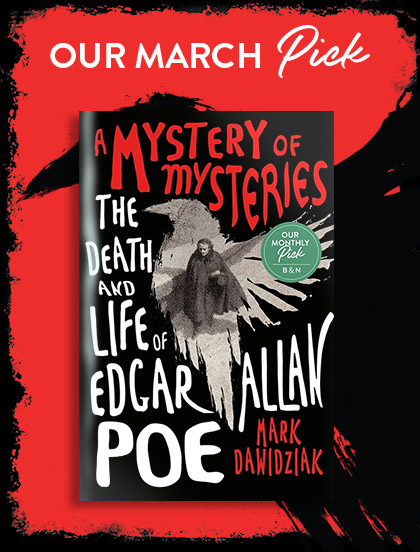 OUR MARCH Pick
A MYSTERY OF
MYSTERIES
THE
DEATH
AND
LIFE OF
EDGAR ALLAN
POE
OUR
MONTHLY
Pick
B&N
MARK
DAWIDZIAK